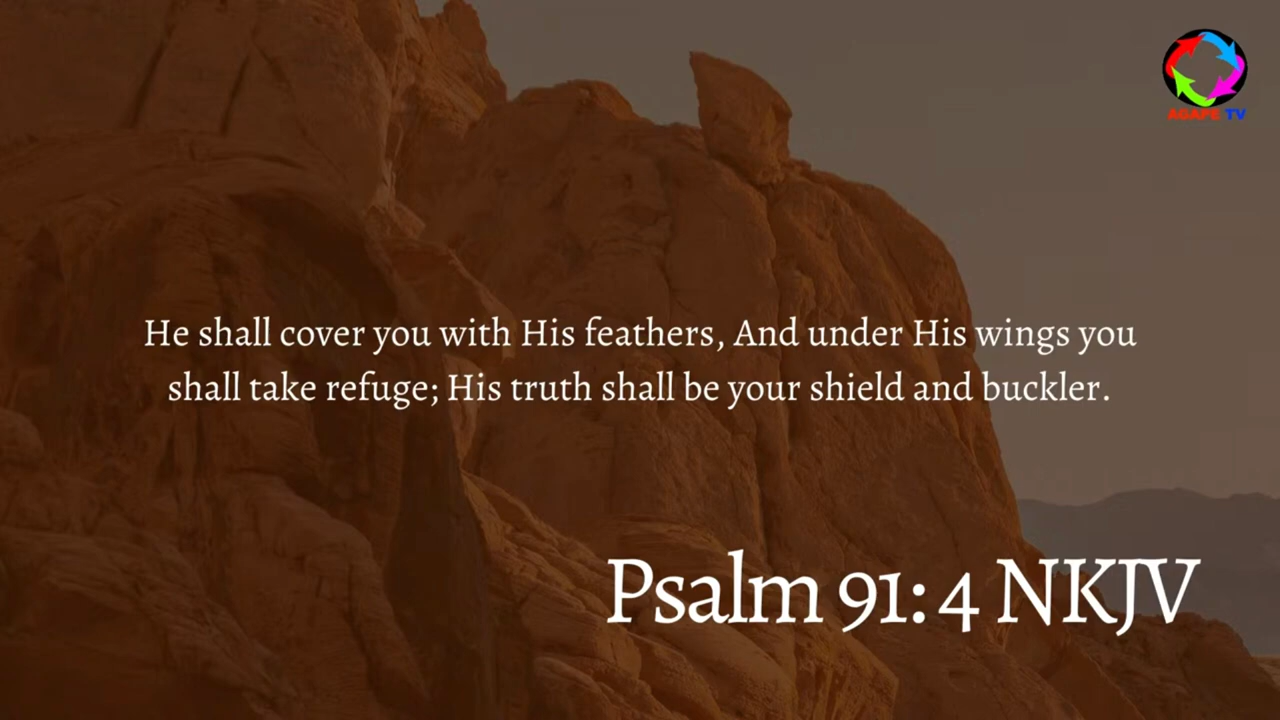 AGAPE TV
He shall cover you with His feathers, And under His wings you
shall take refuge; His truth shall be your shield and buckler.
Psalm 91:4 NKJV